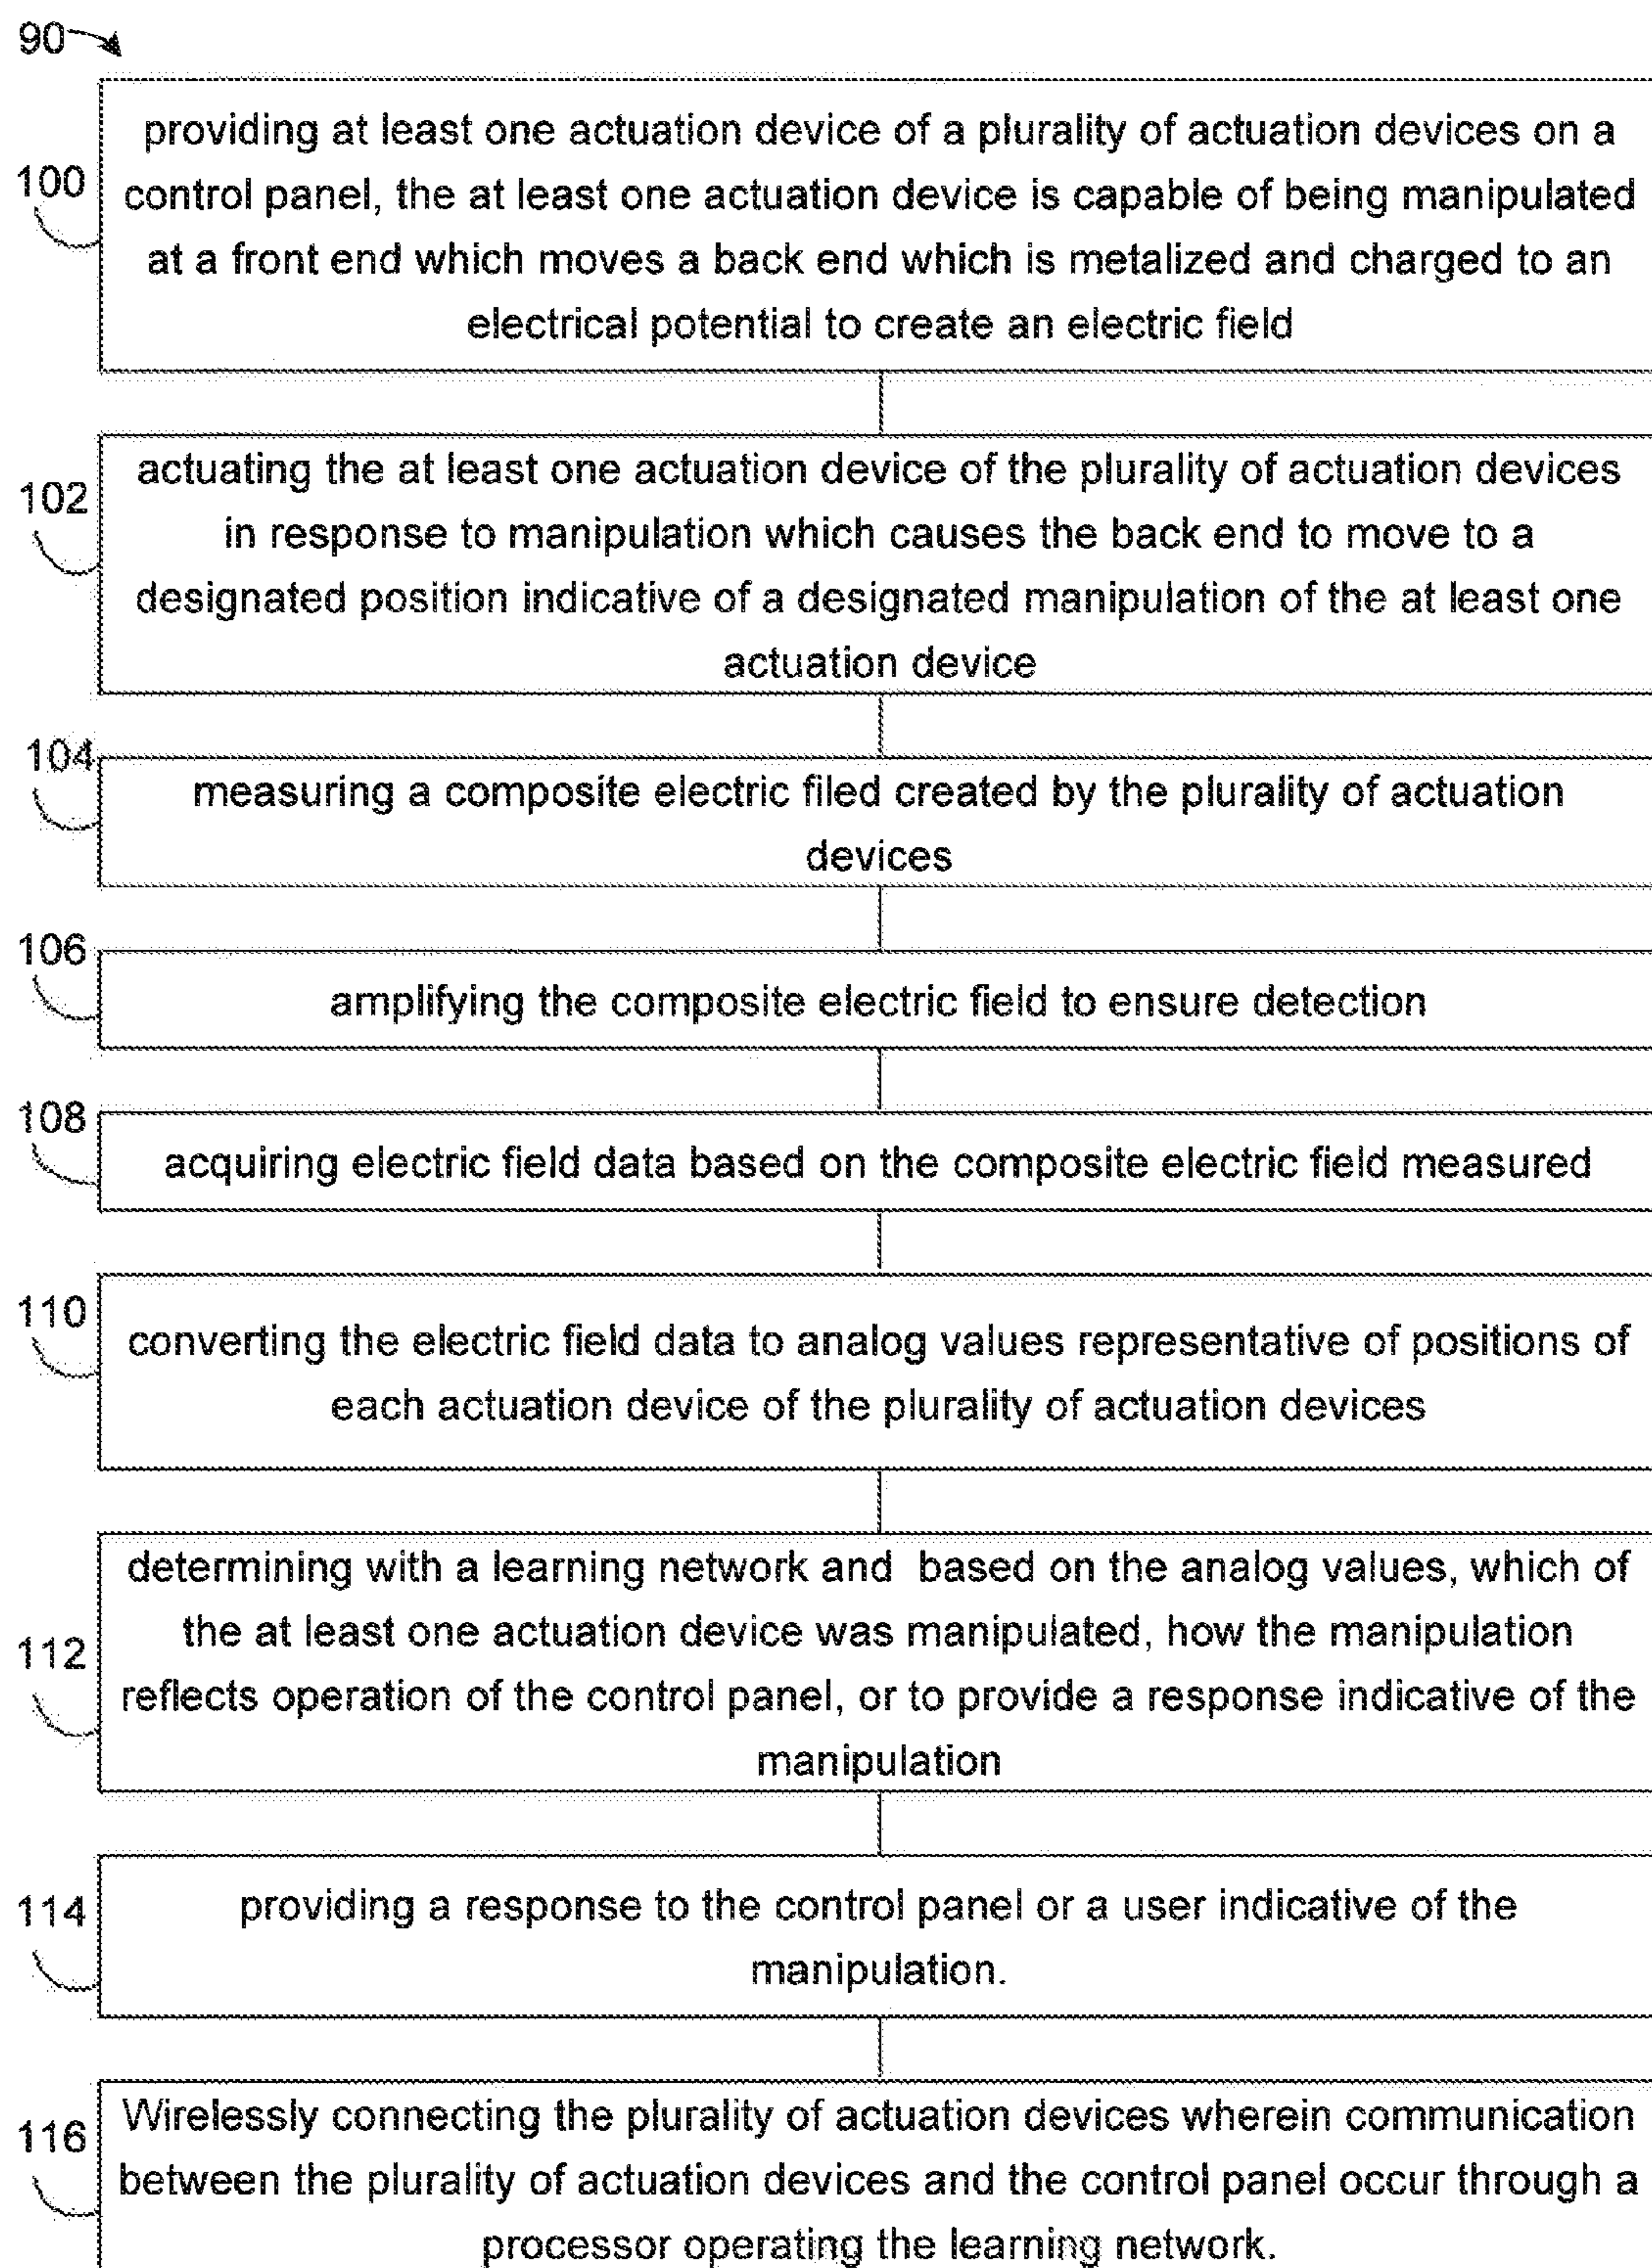 90
100
providing at least one actuation device of a plurality of actuation devices on a
control panel, the at least one actuation device is capable of being manipulated
at a front end which moves a back end which is metalized and charged to an
electrical potential to create an electric field
102
actuating the at least one actuation device of the plurality of actuation devices
in response to manipulation which causes the back end to move to a
designated position indicative of a designated manipulation of the at least one
actuation device
104
measuring a composite electric filed created by the plurality of actuation
devices
106
amplifying the composite electric field to ensure detection
108
acquiring electric field data based on the composite electric field measured
110
converting the electric field data to analog values representative of positions of
each actuation device of the plurality of actuation devices
112
determining with a learning network and based on the analog values, which of
the at least one actuation device was manipulated, how the manipulation
reflects operation of the control panel, or to provide a response indicative of the
manipulation
114
providing a response to the control panel or a user indicative of the
manipulation.
116
Wirelessly connecting the plurality of actuation devices wherein communication
between the plurality of actuation devices and the control panel occur through a
processor operating the learning network.